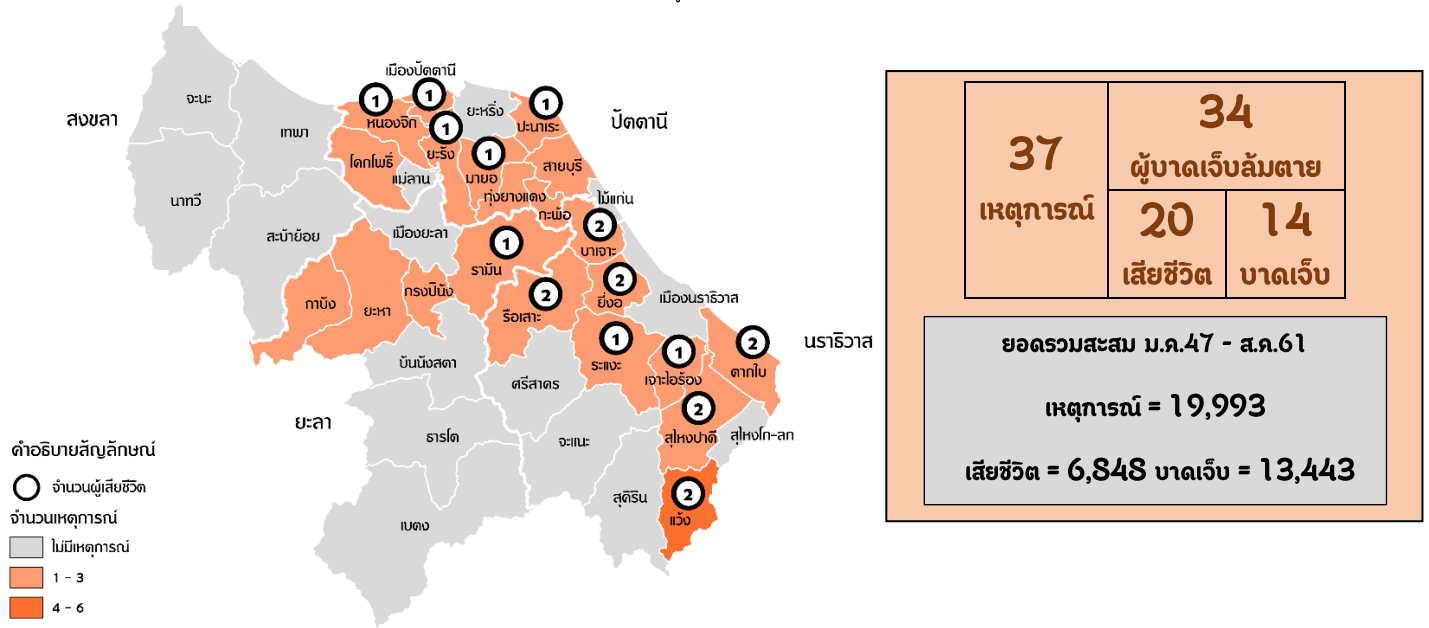 เมืองปัตตานี
1
1
1
จะนะ
ยะหริ่ง
สงขลา
หนองจิก
1
ปะนาเระ
ปัตตานี
เทพา
ยะรัง
1
โคกโพธิ์
แม่ลาน
มายอ
สายบุรี
นาทวี
ทุ่งยางแดง
ไม้แก่น
กะพ้อ
สะบ้าย้อย
เมืองยะลา
1
2
บาเจาะ
รามัน
กรงปินัง
2
2
กาบัง
ยะหา
รือเสาะ
ยี่งอ
เมืองนราธิวาส
1
1
2
นราธิวาส
บันนังสตา
ระแงะ
เจาะไอร้อง
ตากใบ
ศรีสาคร
2
ยะลา
ธารโต
จะแนะ
สุไหงปาดี
สุไหงโก-ลก
2
สุคิริน
แว้ง
เบตง
คำอธิบายสัญลักษณ์
จำนวนผู้เสียชีวิต
จำนวนเหตุการณ์
ไม่มีเหตุการณ์
1 - 3
4 - 6
37
เหตุการณ์
34
ผู้บาดเจ็บล้มตาย
20
เสียชีวิต
14
บาดเจ็บ
ยอดรวมสะสม ม.ค.47 - ส.ค.61
เหตุการณ์ = 19,993
เสียชีวิต = 6,848 บาดเจ็บ = 13,443